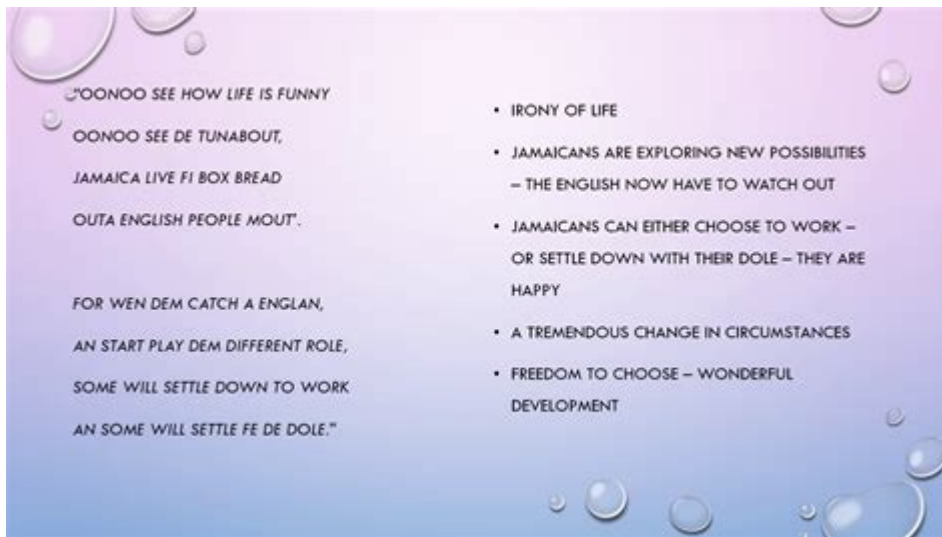 "OONOO SEE HOW LIFE IS FUNNY
OONOO SEE DE TUNABOUT,
JAMAICA LIVE FI BOX BREAD
OUTA ENGLISH PEOPLE MOUT'.
FOR WEN DEM CATCH A ENGLAN,
AN START PLAY DEM DIFFERENT ROLE,
SOME WILL SETTLE DOWN TO WORK
AN SOME WILL SETTLE FE DE DOLE."
• IRONY OF LIFE
• JAMAICANS ARE EXPLORING NEW POSSIBILITIES
– THE ENGLISH NOW HAVE TO WATCH OUT
• JAMAICANS CAN EITHER CHOOSE TO WORK –
OR SETTLE DOWN WITH THEIR DOLE – THEY ARE
HAPPY
• A TREMENDOUS CHANGE IN CIRCUMSTANCES
• FREEDOM TO CHOOSE – WONDERFUL
DEVELOPMENT